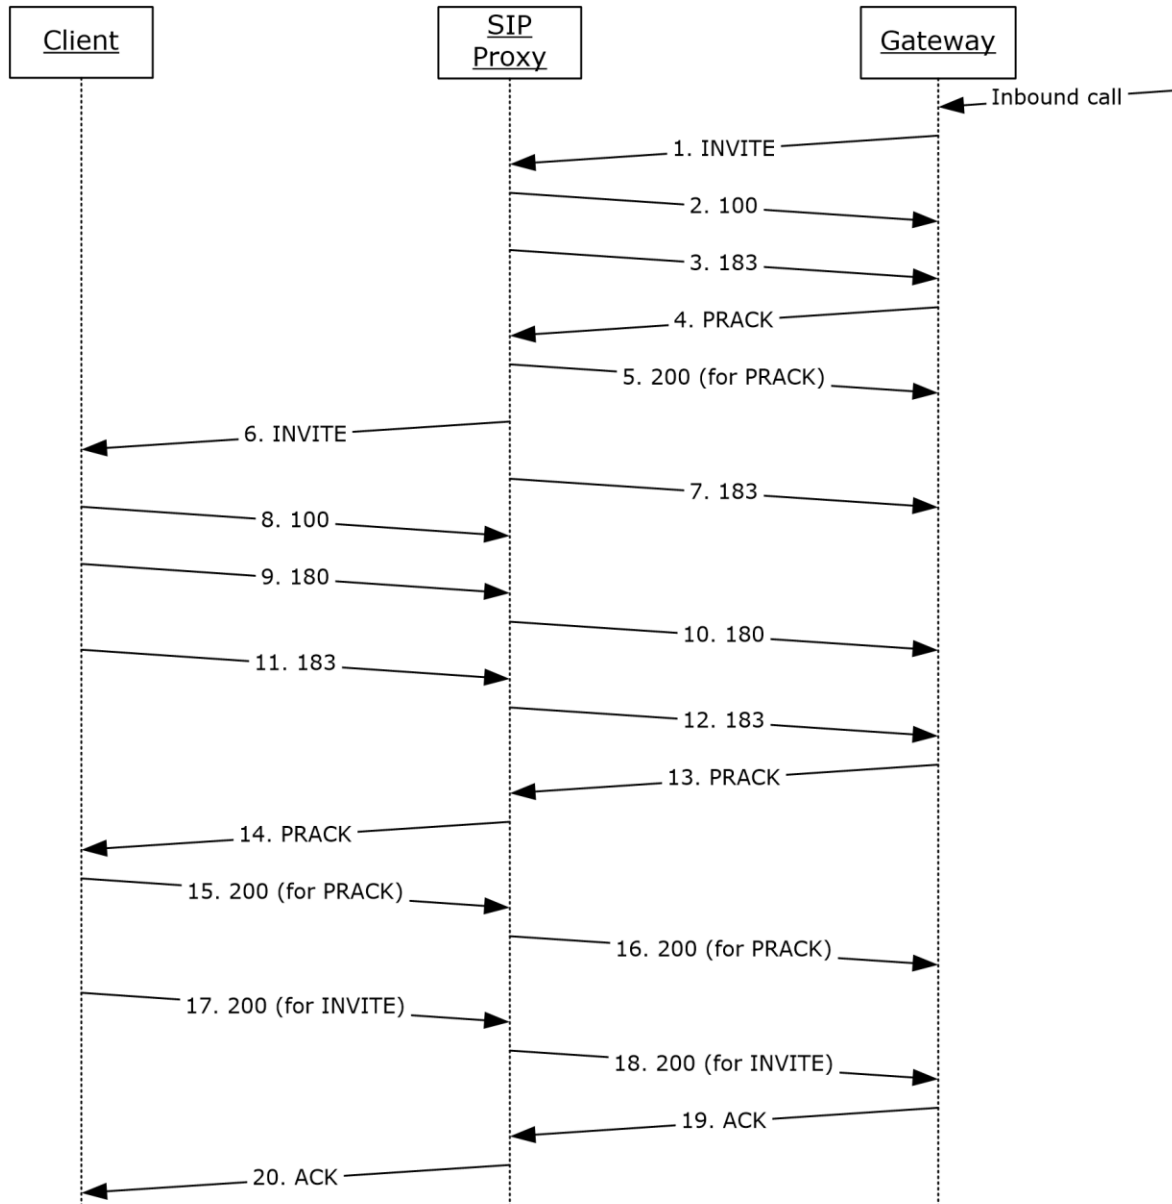 Client
SIP
Proxy
Gateway
Inbound call
1. INVITE
2. 100
3. 183
4. PRACK
5. 200 (for PRACK)
6. INVITE
7. 183
8. 100
9. 180
10. 180
11. 183
12. 183
13. PRACK
14. PRACK
15. 200 (for PRACK)
16. 200 (for PRACK)
17. 200 (for INVITE)
18. 200 (for INVITE)
19. ACK
20. ACK